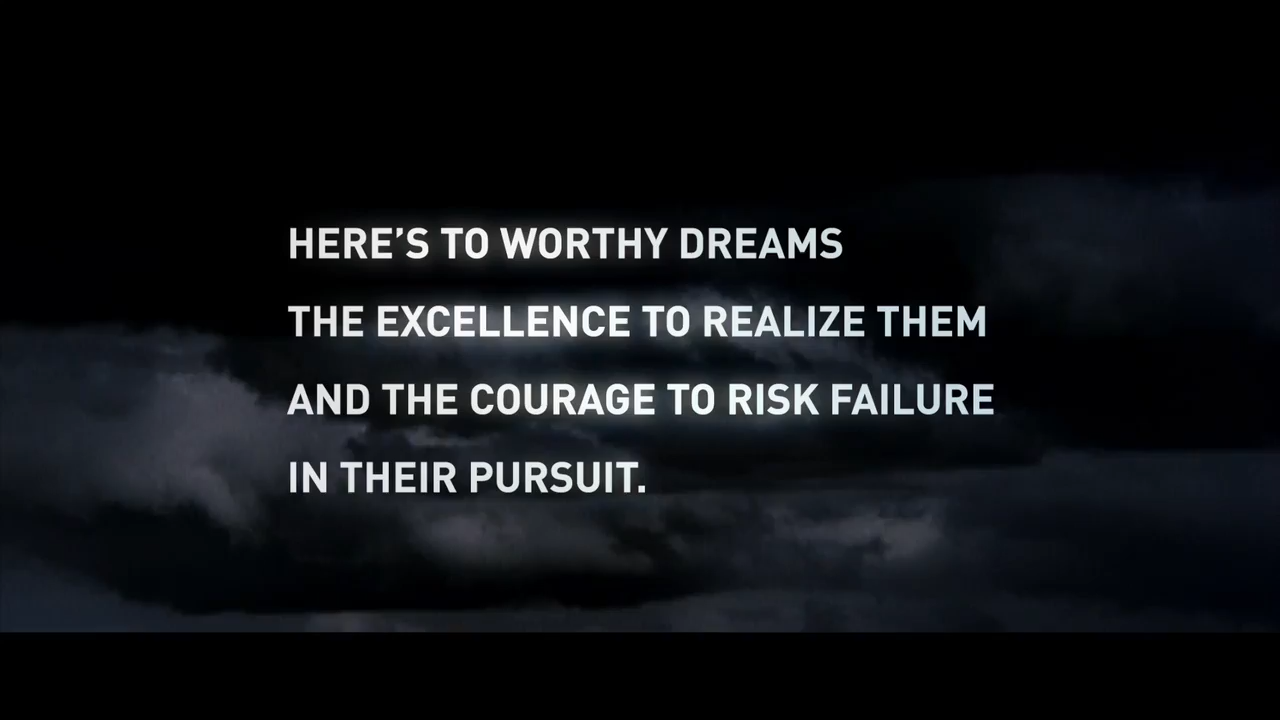 HERE’S TO WORTHY DREAMS
THE EXCELLENCE TO REALIZE THEM
AND THE COURAGE TO RISK FAILURE
IN THEIR PURSUIT.